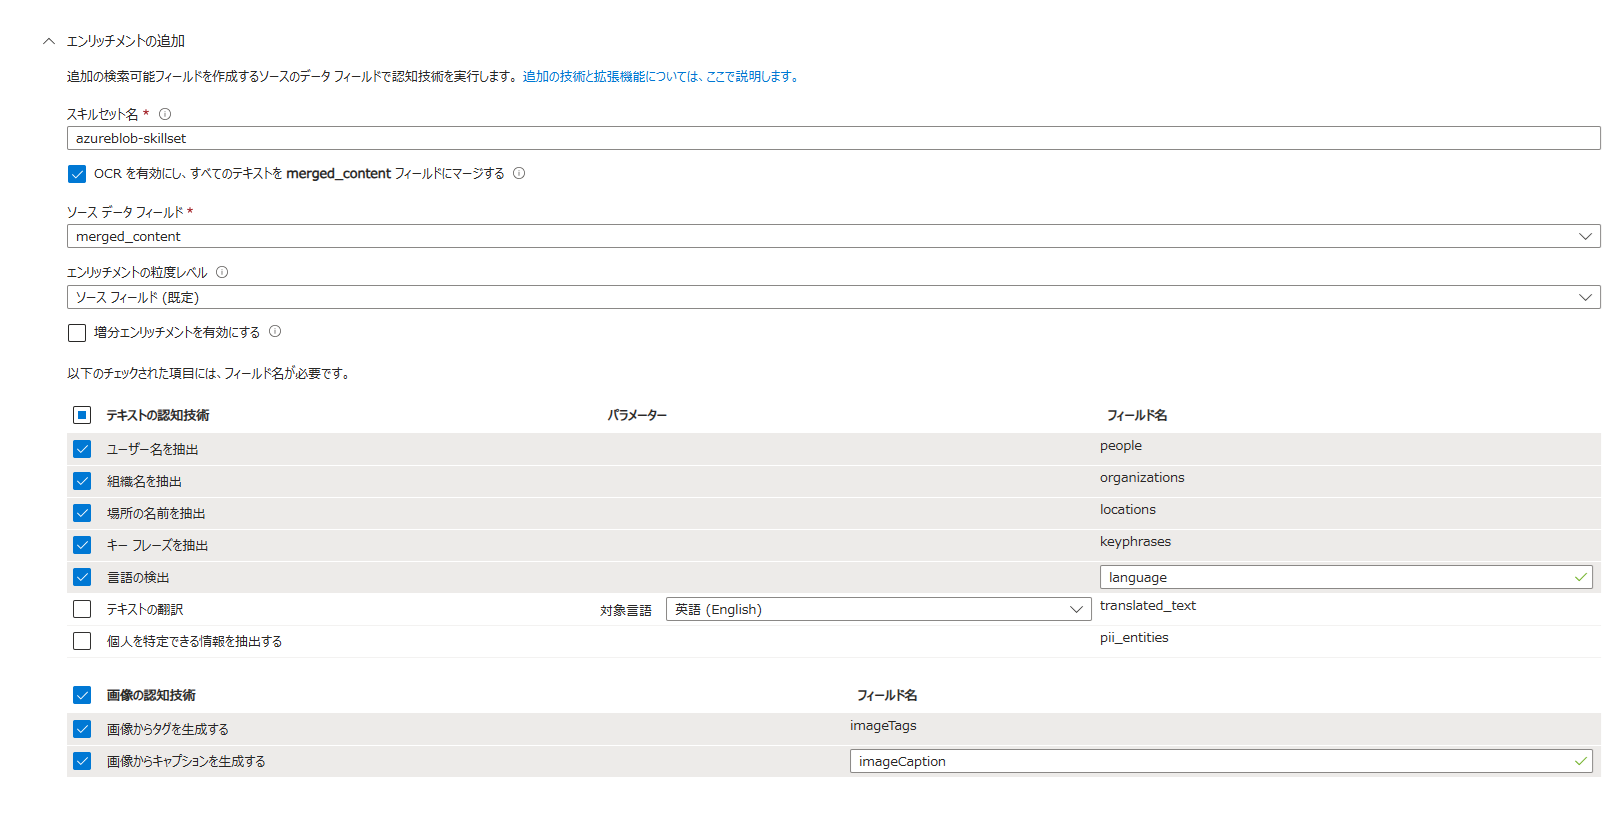 エンリッチメントの追加
追加の検索可能フィールドを作成するソースのデータ フィールドで認知技術を実行します。 追加の技術と拡張機能については、ここで説明します。
スキルセット名 *
azureblob-skillset
OCR を有効にし、すべてのテキストを merged_content フィールドにマージする
ソース データ フィールド *
merged_content
エンリッチメントの粒度レベル
ソース フィールド (既定)
増分エンリッチメントを有効にする
以下のチェックされた項目には、フィールド名が必要です。
テキストの認知技術 パラメーター フィールド名
ユーザー名を抽出 people
組織名を抽出 organizations
場所の名前を抽出 locations
キー フレーズを抽出 keyphrases
言語の検出 language
テキストの翻訳 対象言語 英語 (English) translated_text
個人を特定できる情報を抽出する pii_entities
画像の認知技術 フィールド名
画像からタグを生成する imageTags
画像からキャプションを生成する imageCaption